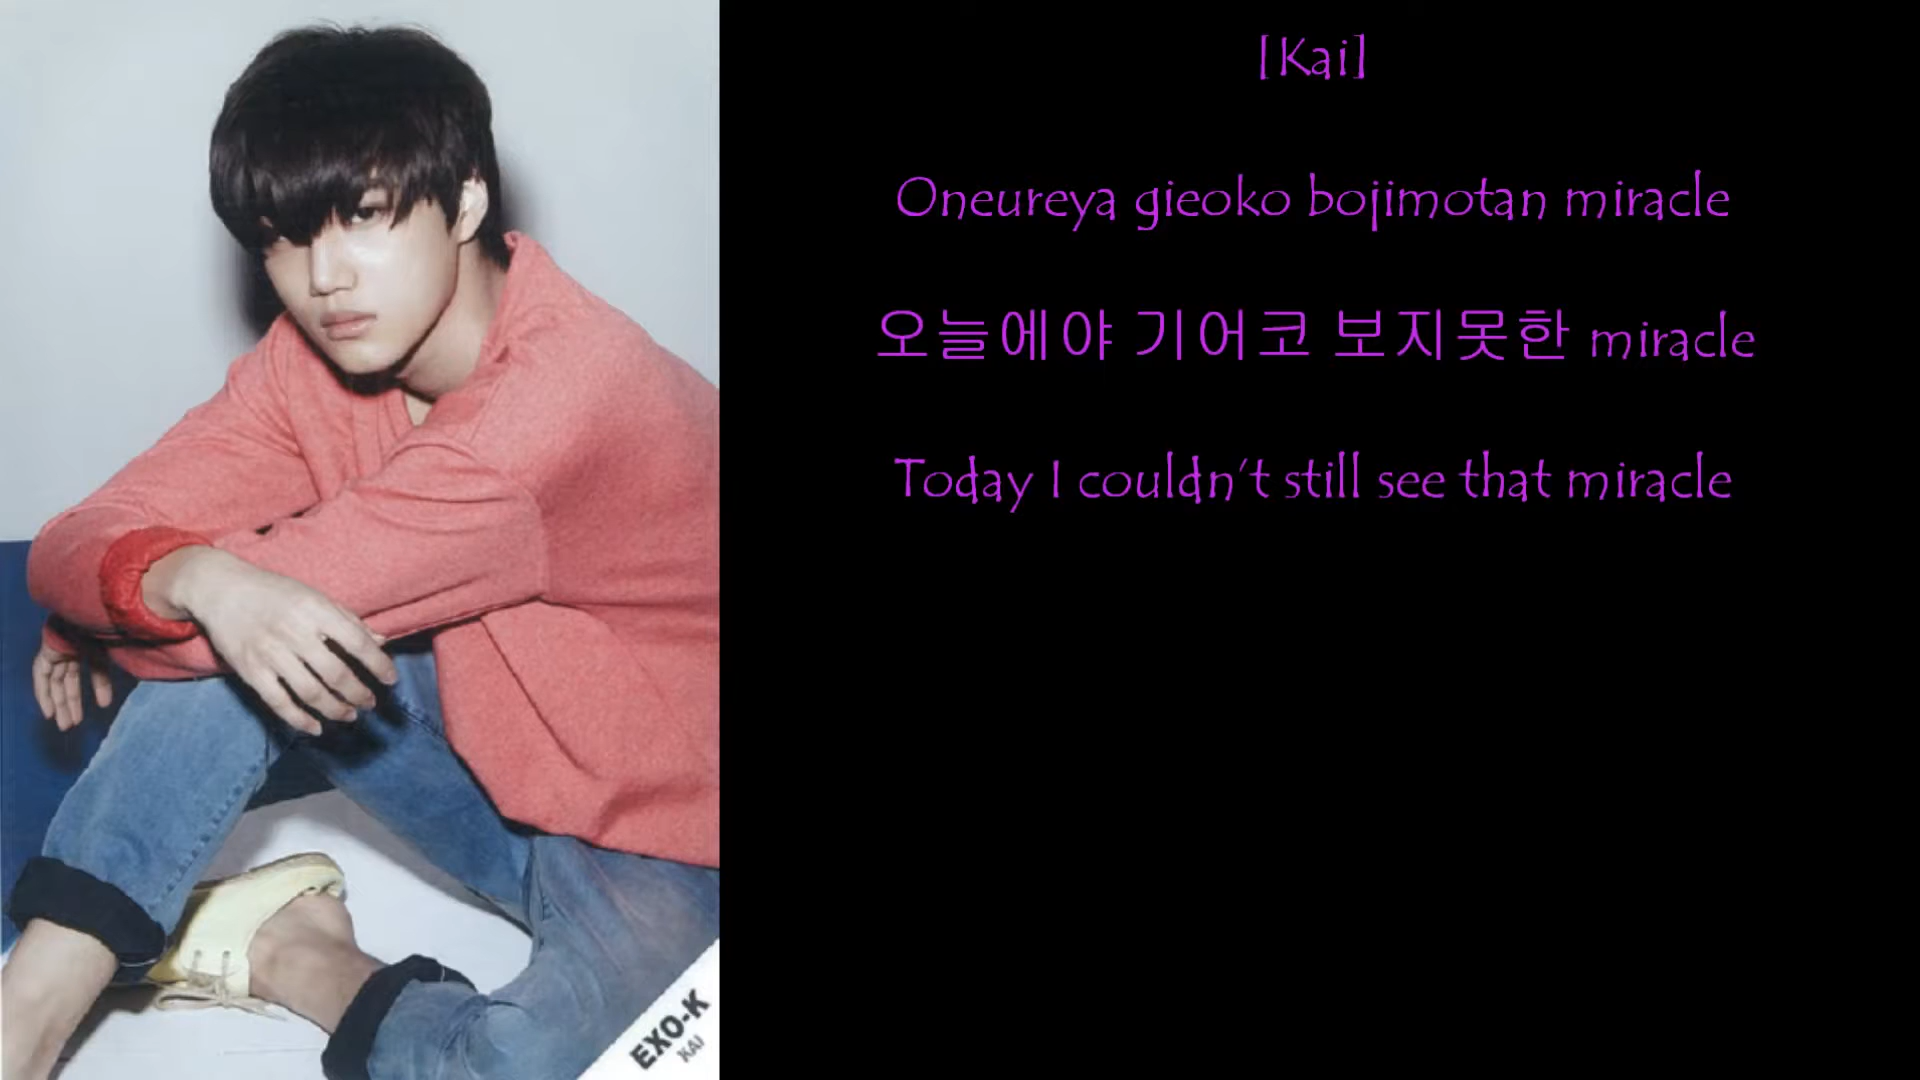 [Kai]
Oneureya gieoko bojimotan miracle
오늘에야 기어코 보지못한 miracle
Today I couldn't still see that miracle
EXO-K
KAI